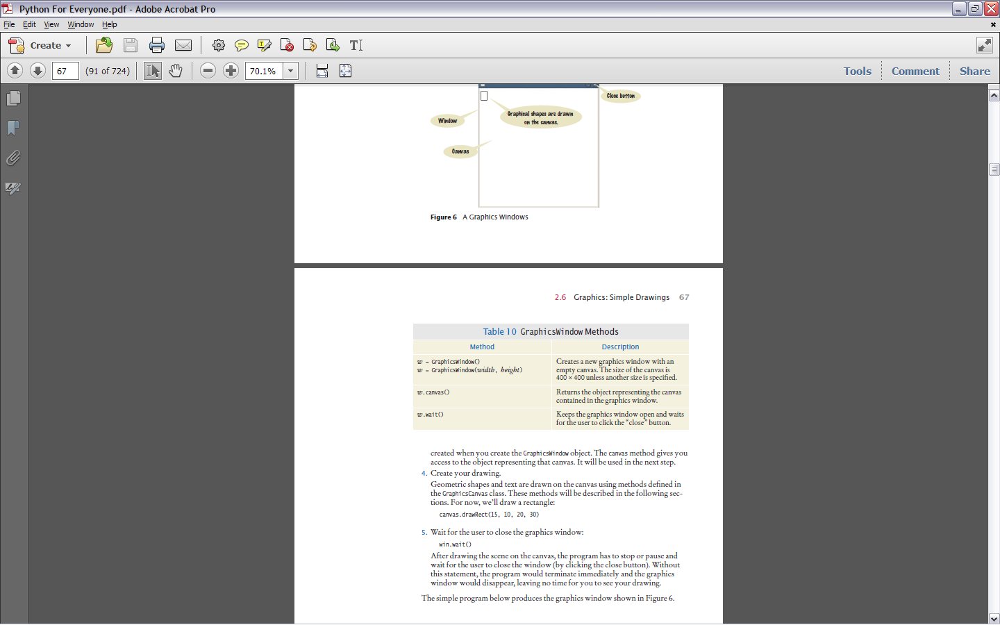 Python For Everyone.pdf - Adobe Acrobat Pro
File Edit View Window Help
Create
67 (91 of 724) 70.1% Tools Comment Share
Close button
Graphical shapes are drawn
on the canvas.
Window
Canvas
Figure 6 A Graphics Windows
2.6 Graphics: Simple Drawings 67
Table 10 GraphicsWindow Methods
Method Description
w = GraphicsWindow()
w = GraphicsWindow(width, height)
Creates a new graphics window with an
empty canvas. The size of the canvas is
400 × 400 unless another size is specified.
w.canvas()
Returns the object representing the canvas
contained in the graphics window.
w.wait()
Keeps the graphics window open and waits
for the user to click the “close” button.
created when you create the GraphicsWindow object. The canvas method gives you
access to the object representing that canvas. It will be used in the next step.
4. Create your drawing.
Geometric shapes and text are drawn on the canvas using methods defined in
the GraphicsCanvas class. These methods will be described in the following sec-
tions. For now, we’ll draw a rectangle:
canvas.drawRect(15, 10, 20, 30)
5. Wait for the user to close the graphics window:
win.wait()
After drawing the scene on the canvas, the program has to stop or pause and
wait for the user to close the window (by clicking the close button). Without
this statement, the program would terminate immediately and the graphics
window would disappear, leaving no time for you to see your drawing.
The simple program below produces the graphics window shown in Figure 6.